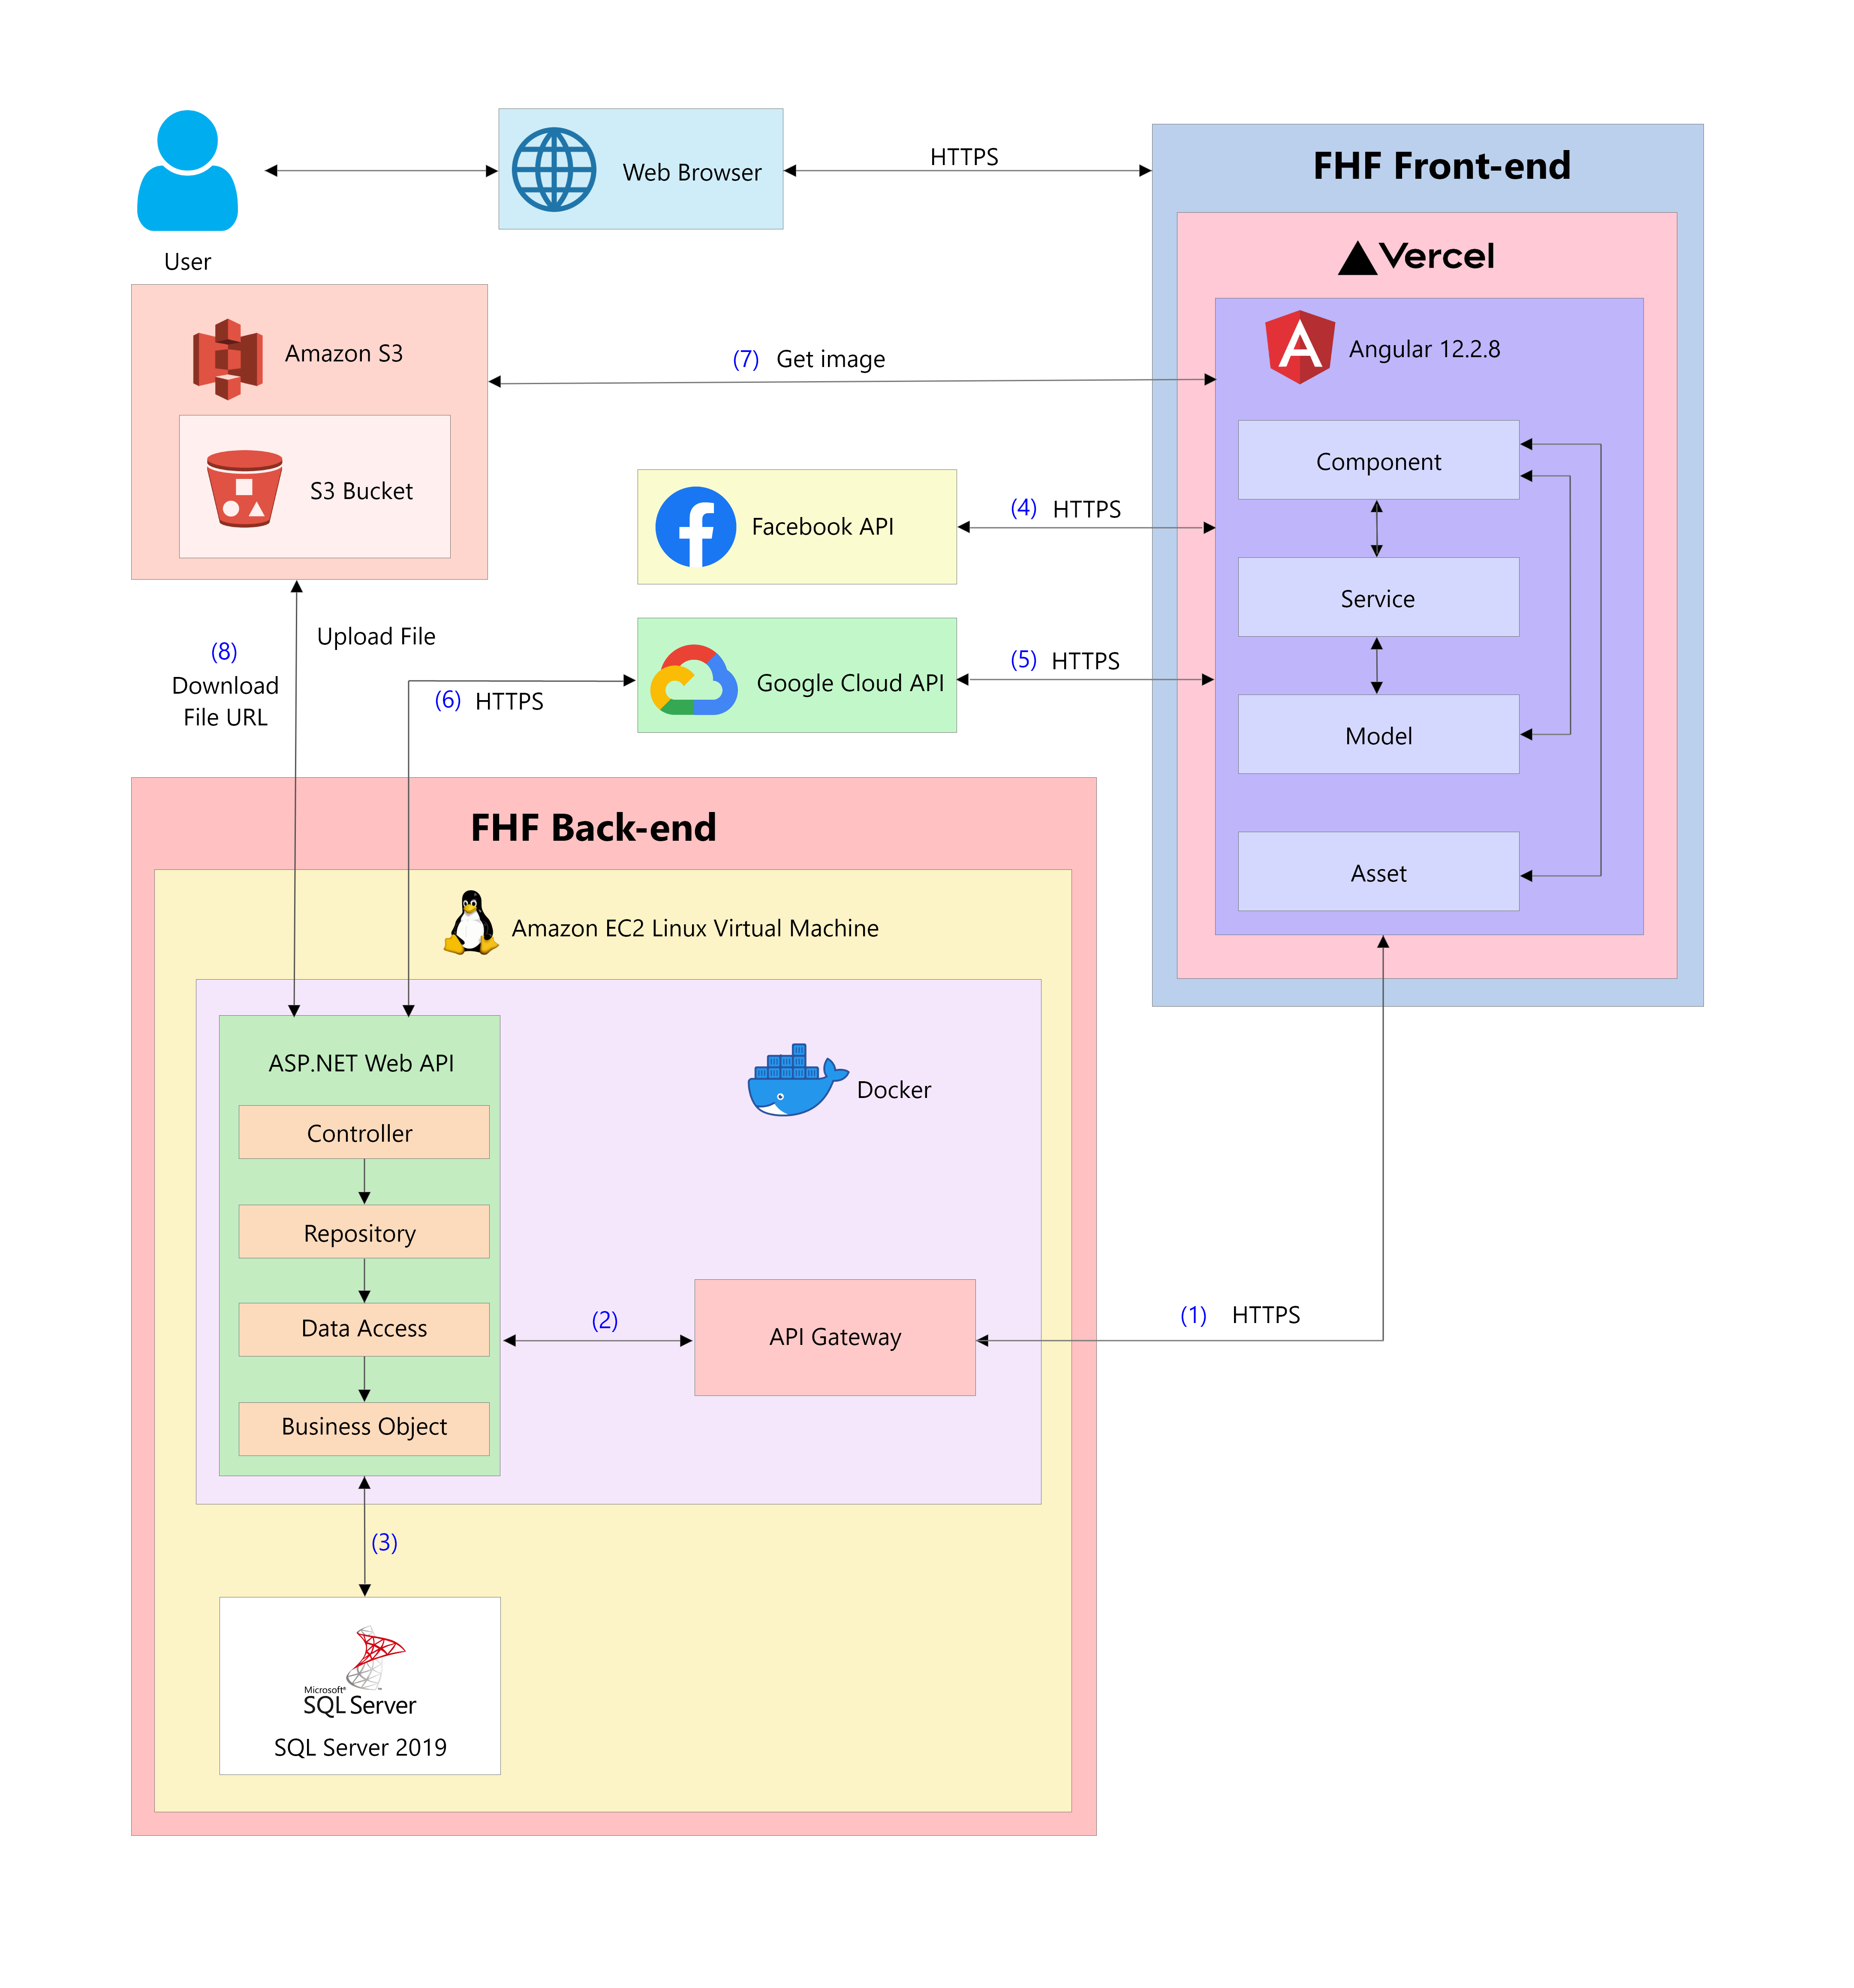 User
Web Browser
HTTPS
FHF Front-end
Vercel
Angular 12.2.8
Component
Service
Model
Asset
Amazon S3
S3 Bucket
(7) Get image
Facebook API
(4) HTTPS
Google Cloud API
(5) HTTPS
(8)
Upload File
Download
File URL
(6) HTTPS
FHF Back-end
Amazon EC2 Linux Virtual Machine
ASP.NET Web API
Docker
Controller
Repository
Data Access
Business Object
(2)
API Gateway
(1) HTTPS
(3)
Microsoft®
SQL Server
SQL Server 2019